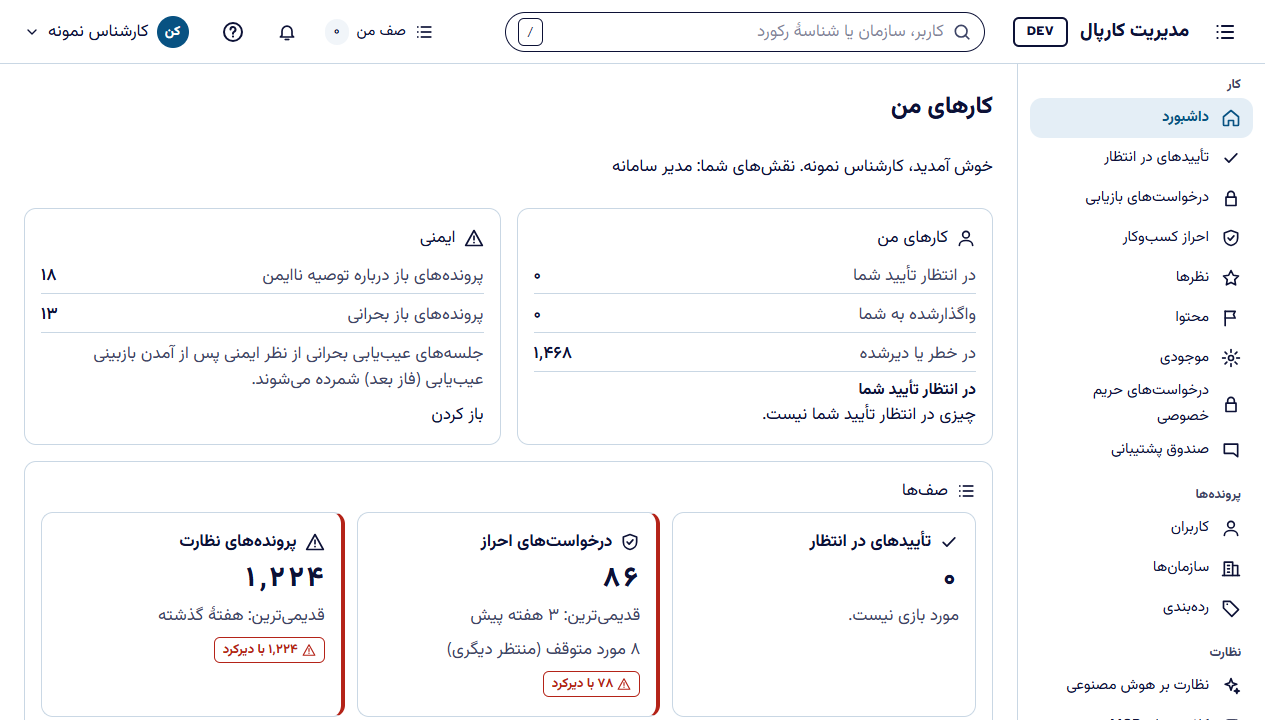 مدیریت کارپال
DEV
کاربر، سازمان یا شناسهٔ رکورد
/
صف من
۰
کن
کارشناس نمونه
کار
داشبورد
تأییدهای در انتظار
درخواست‌های بازیابی
احراز کسب‌وکار
نظرها
محتوا
موجودی
درخواست‌های حریم
خصوصی
صندوق پشتیبانی
پرونده‌ها
کاربران
سازمان‌ها
رده‌بندی
نظارت
نظارت بر هوش مصنوعی
کارهای من
خوش آمدید، کارشناس نمونه. نقش‌های شما: مدیر سامانه
کارهای من
در انتظار تأیید شما
۰
واگذارشده به شما
۰
در خطر یا دیرشده
۱,۴۶۸
در انتظار تأیید شما
چیزی در انتظار تأیید شما نیست.
ایمنی
پرونده‌های باز درباره توصیه ناایمن
۱۸
پرونده‌های باز بحرانی
۱۳
جلسه‌های عیب‌یابی بحرانی از نظر ایمنی پس از آمدن بازبینی
عیب‌یابی (فاز بعد) شمرده می‌شوند.
باز کردن
صف‌ها
تأییدهای در انتظار
۰
مورد بازی نیست.
درخواست‌های احراز
۸۶
قدیمی‌ترین: ۳ هفته پیش
۸ مورد متوقف (منتظر دیگری)
۷۸ با دیرکرد
پرونده‌های نظارت
۱,۲۲۴
قدیمی‌ترین: هفتهٔ گذشته
۱,۲۲۴ با دیرکرد